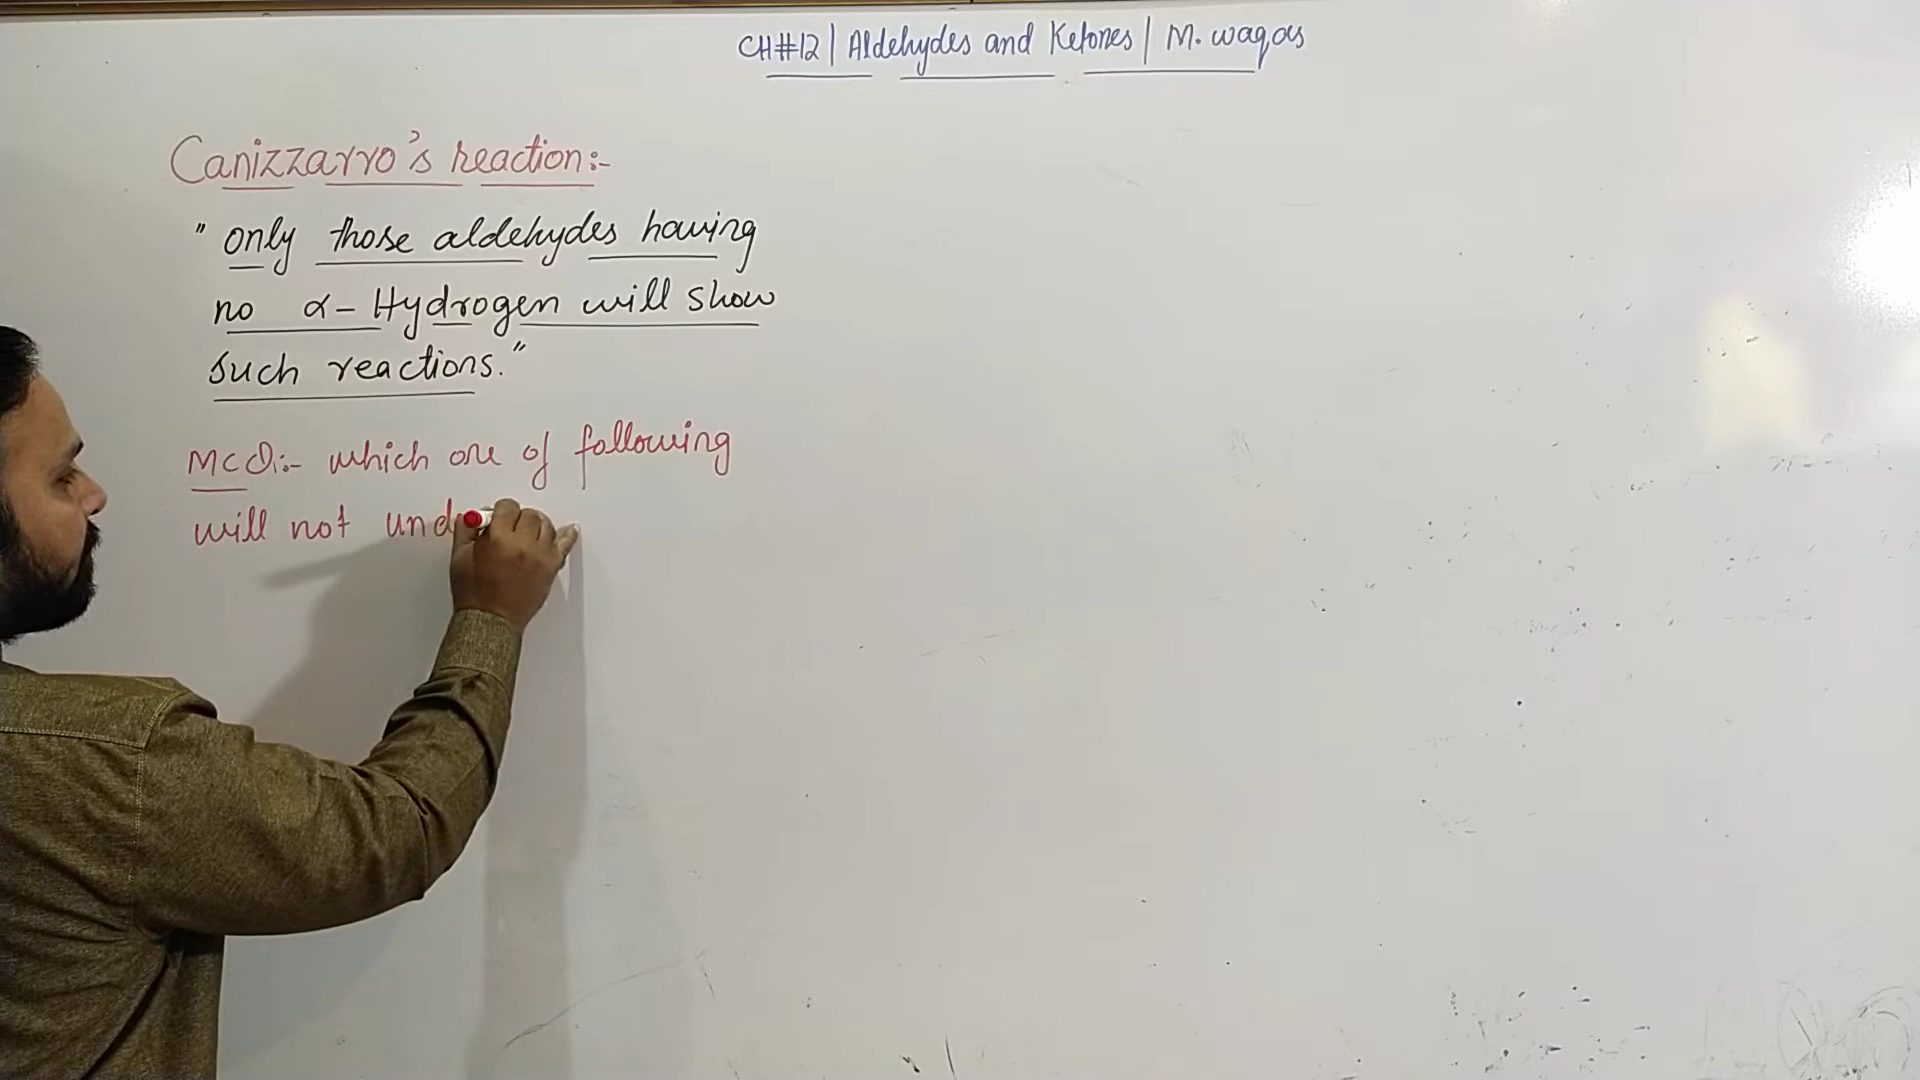 CH#12 | Aldehydes and Ketones | M. waqas
Canizzarro's reaction:-
"only those aldehydes having
no α-Hydrogen will show
such reactions."
MCQ:- which one of following
will not und